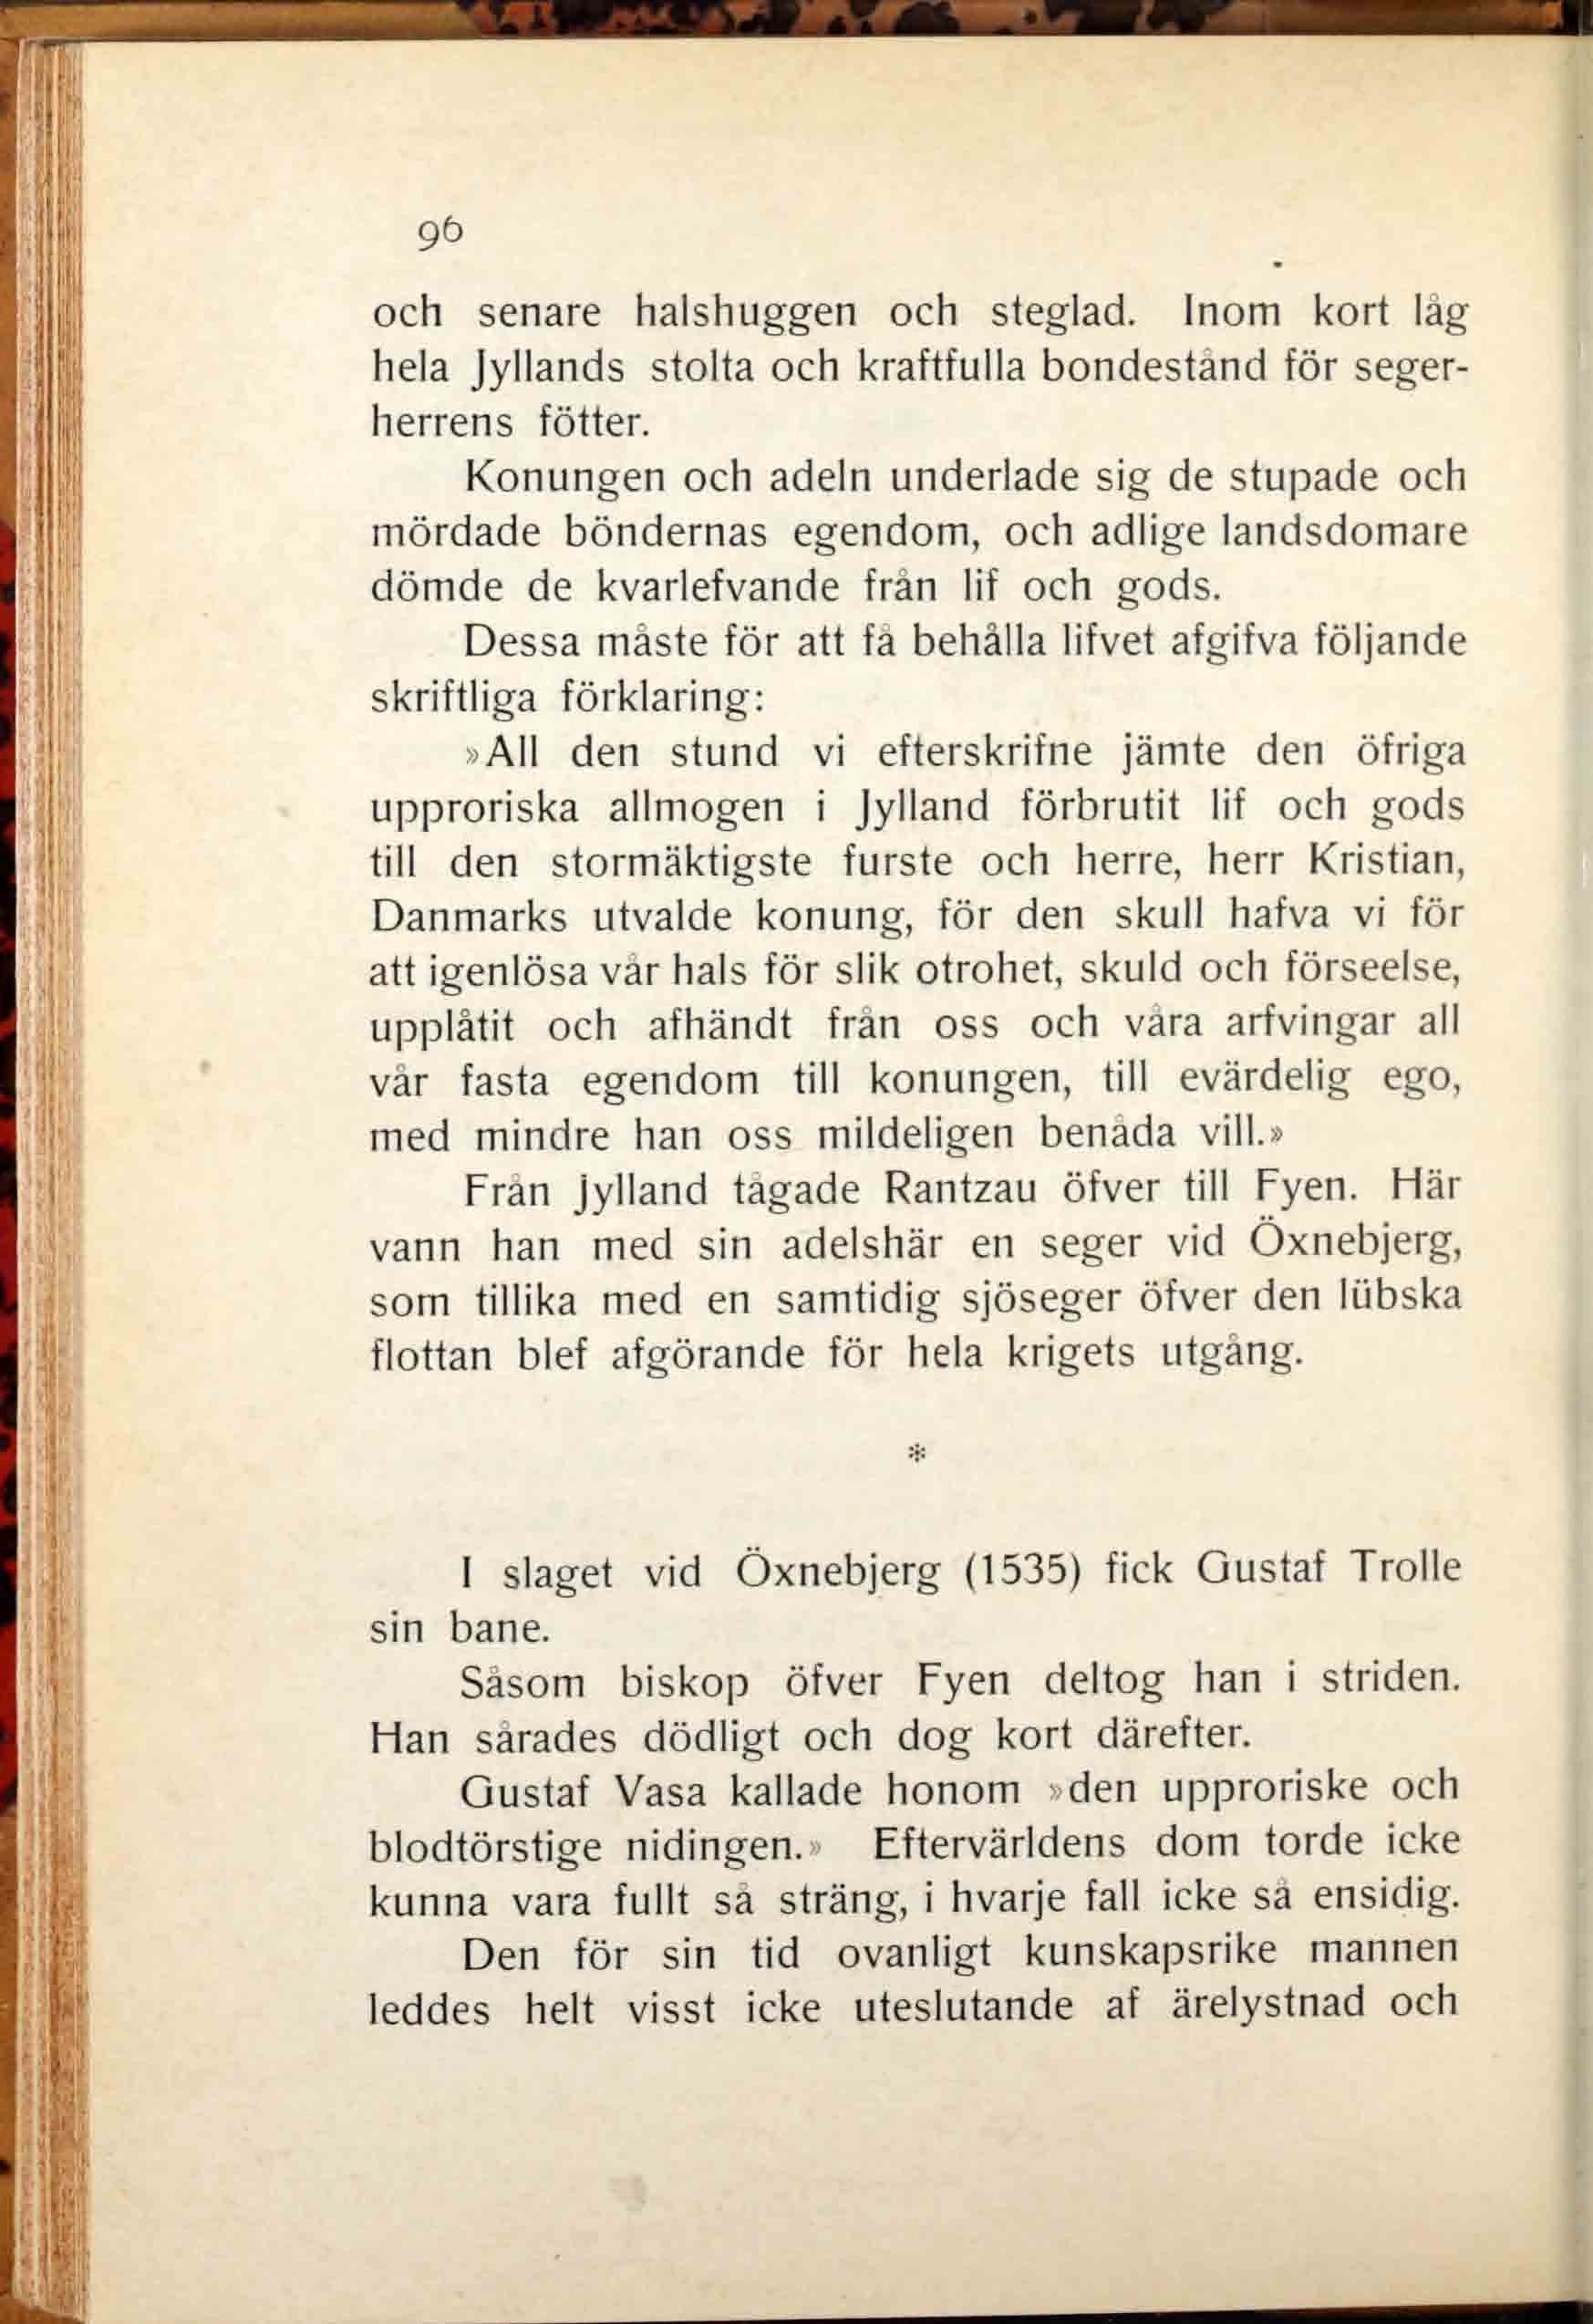 96
och senare halshuggen och steglad. Inom kort låg
hela Jyllands stolta och kraftfulla bondestånd för seger-
herrens fötter.
Konungen och adeln underlade sig de stupade och
mördade böndernas egendom, och adlige landsdomare
dömde de kvarlefvande från lif och gods.
Dessa måste för att få behålla lifvet afgifva följande
skriftliga förklaring:
»All den stund vi efterskrifne jämte den öfriga
upproriska allmogen i Jylland förbrutit lif och gods
till den stormäktigste furste och herre, herr Kristian,
Danmarks utvalde konung, för den skull hafva vi för
att igenlösa vår hals för slik otrohet, skuld och förseelse,
upplåtit och afhändt från oss och våra arfvingar all
vår fasta egendom till konungen, till evärdelig ego,
med mindre han oss mildeligen benåda vill.»
Från Jylland tågade Rantzau öfver till Fyen. Här
vann han med sin adelshär en seger vid Öxnebjerg,
som tillika med en samtidig sjöseger öfver den lübska
flottan blef afgörande för hela krigets utgång.
*
I slaget vid Öxnebjerg (1535) fick Gustaf Trolle
sin bane.
Såsom biskop öfver Fyen deltog han i striden.
Han sårades dödligt och dog kort därefter.
Gustaf Vasa kallade honom »den upproriske och
blodtörstige nidingen.» Eftervärldens dom torde icke
kunna vara fullt så sträng, i hvarje fall icke så ensidig.
Den för sin tid ovanligt kunskapsrike mannen
leddes helt visst icke uteslutande af ärelystnad och